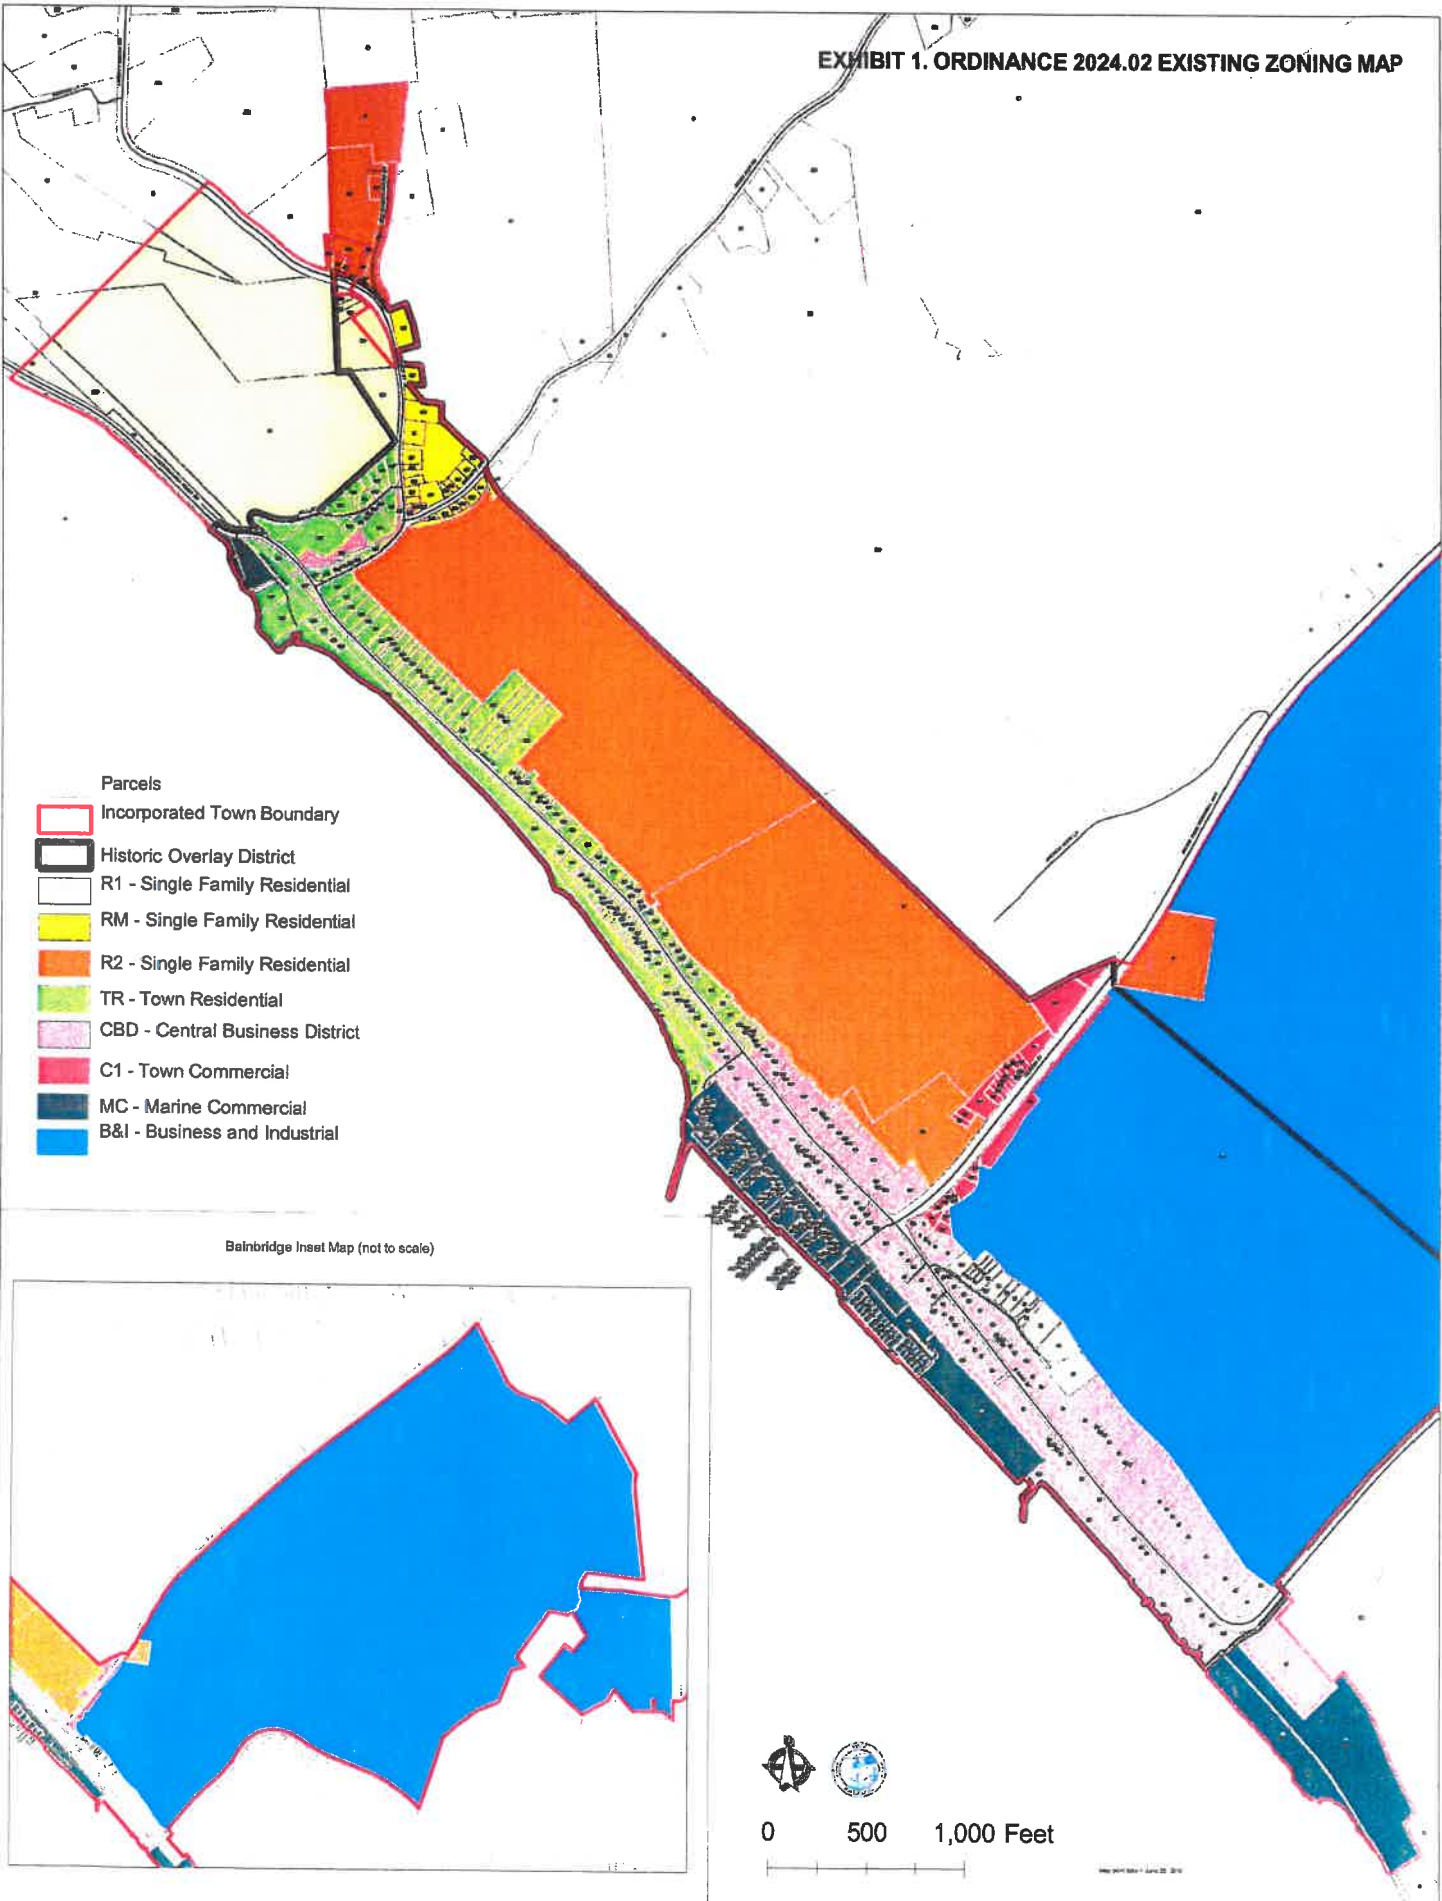 EXHIBIT 1. ORDINANCE 2024.02 EXISTING ZONING MAP
Parcels
Incorporated Town Boundary
Historic Overlay District
R1 - Single Family Residential
RM - Single Family Residential
R2 - Single Family Residential
TR - Town Residential
CBD - Central Business District
C1 - Town Commercial
MC - Marine Commercial
B&I - Business and Industrial
Bainbridge Inset Map (not to scale)
0 500 1,000 Feet